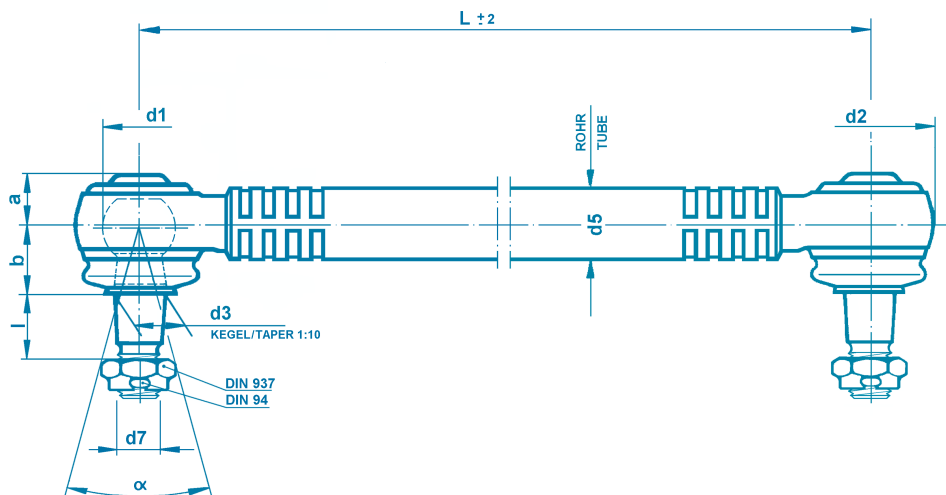 L ±2
d1
d2
ROHR
TUBE
a
d5
b
d3
l
KEGEL/TAPER 1:10
DIN 937
DIN 94
d7
α